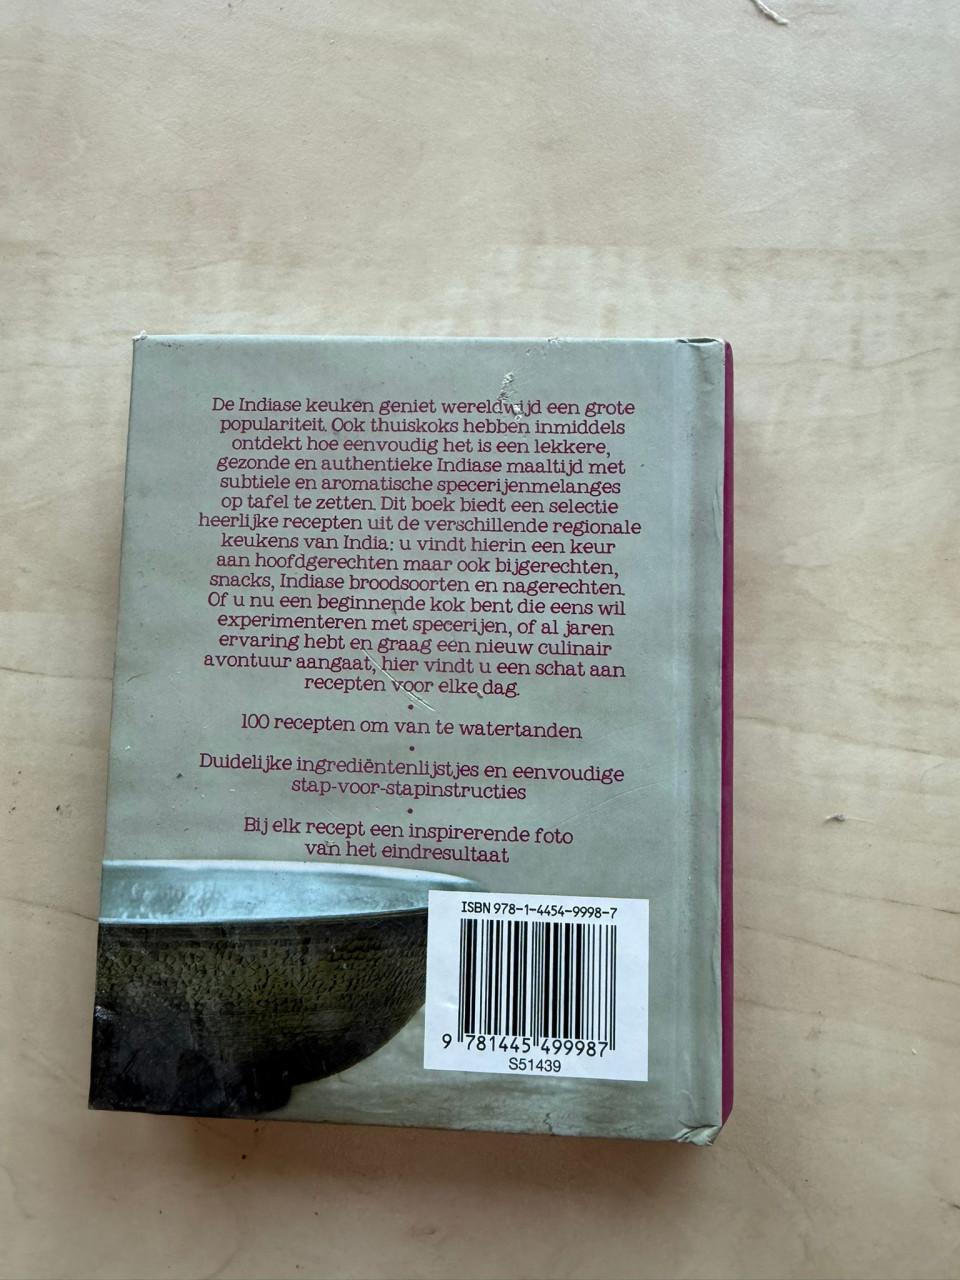 De Indiase keuken geniet wereldwijd een grote
populariteit. Ook thuiskoks hebben inmiddels
ontdekt hoe eenvoudig het is een lekkere,
gezonde en authentieke Indiase maaltijd met
subtiele en aromatische specerijenmelanges
op tafel te zetten. Dit boek biedt een selectie
heerlijke recepten uit de verschillende regionale
keukens van India: u vindt hierin een keur
aan hoofdgerechten maar ook bijgerechten,
snacks, Indiase broodsoorten en nagerechten.
Of u nu een beginnende kok bent die eens wil
experimenteren met specerijen, of al jaren
ervaring hebt en graag een nieuw culinair
avontuur aangaat, hier vindt u een schat aan
recepten voor elke dag.
•
100 recepten om van te watertanden
•
Duidelijke ingrediëntenlijstjes en eenvoudige
stap-voor-stapinstructies
•
Bij elk recept een inspirerende foto
van het eindresultaat
ISBN 978-1-4454-9998-7
9 781445 499987
S51439